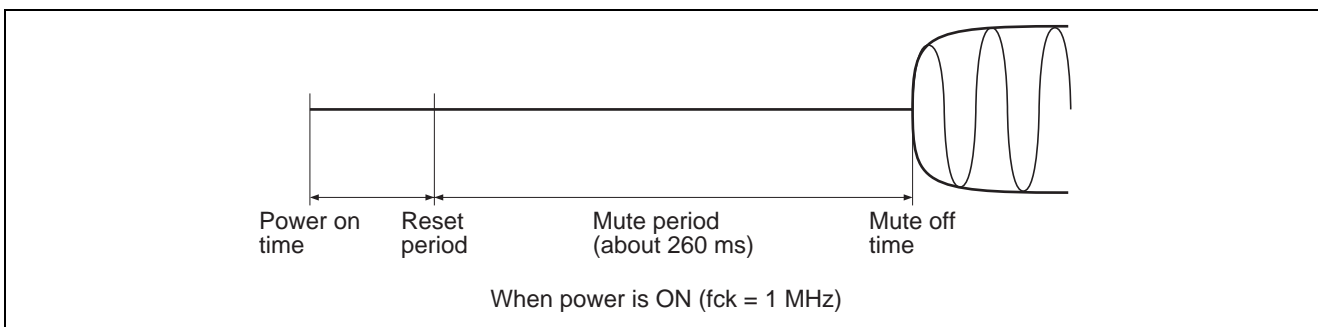 Power on
time
Reset
period
Mute period
(about 260 ms)
Mute off
time
When power is ON (fck = 1 MHz)